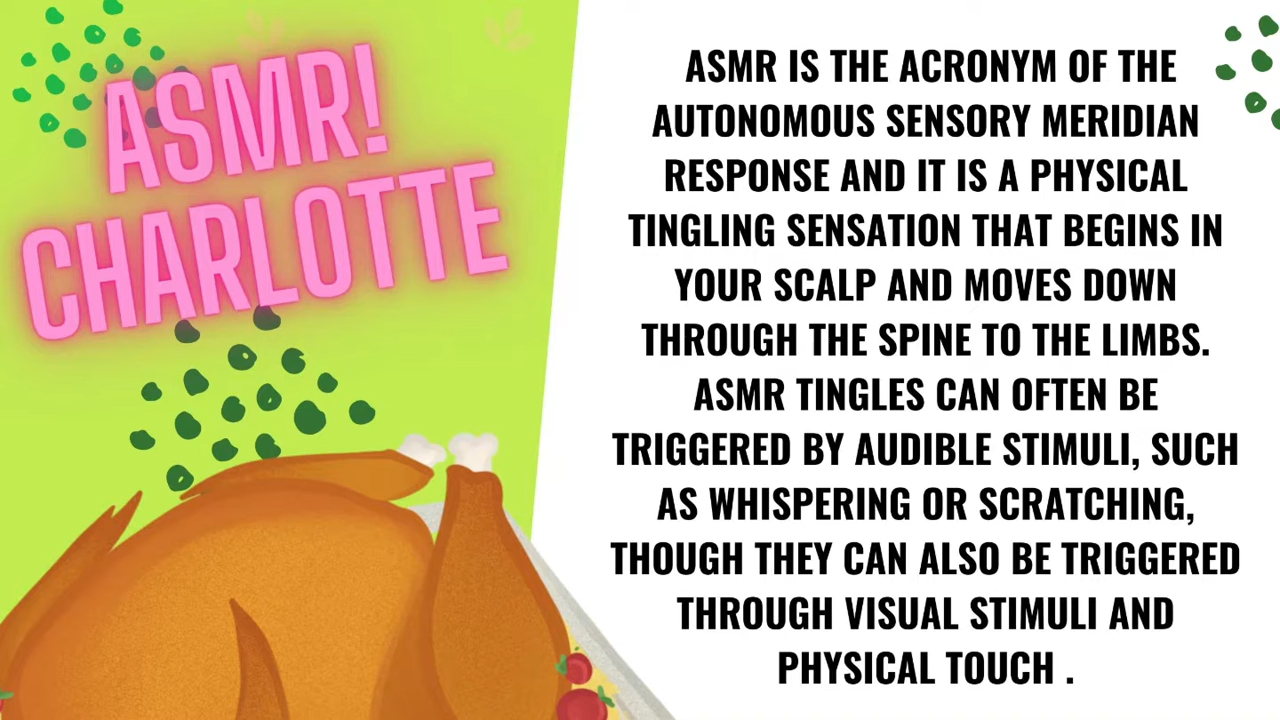 ASMR!
CHARLOTTE
ASMR IS THE ACRONYM OF THE
AUTONOMOUS SENSORY MERIDIAN
RESPONSE AND IT IS A PHYSICAL
TINGLING SENSATION THAT BEGINS IN
YOUR SCALP AND MOVES DOWN
THROUGH THE SPINE TO THE LIMBS.
ASMR TINGLES CAN OFTEN BE
TRIGGERED BY AUDIBLE STIMULI, SUCH
AS WHISPERING OR SCRATCHING,
THOUGH THEY CAN ALSO BE TRIGGERED
THROUGH VISUAL STIMULI AND
PHYSICAL TOUCH .